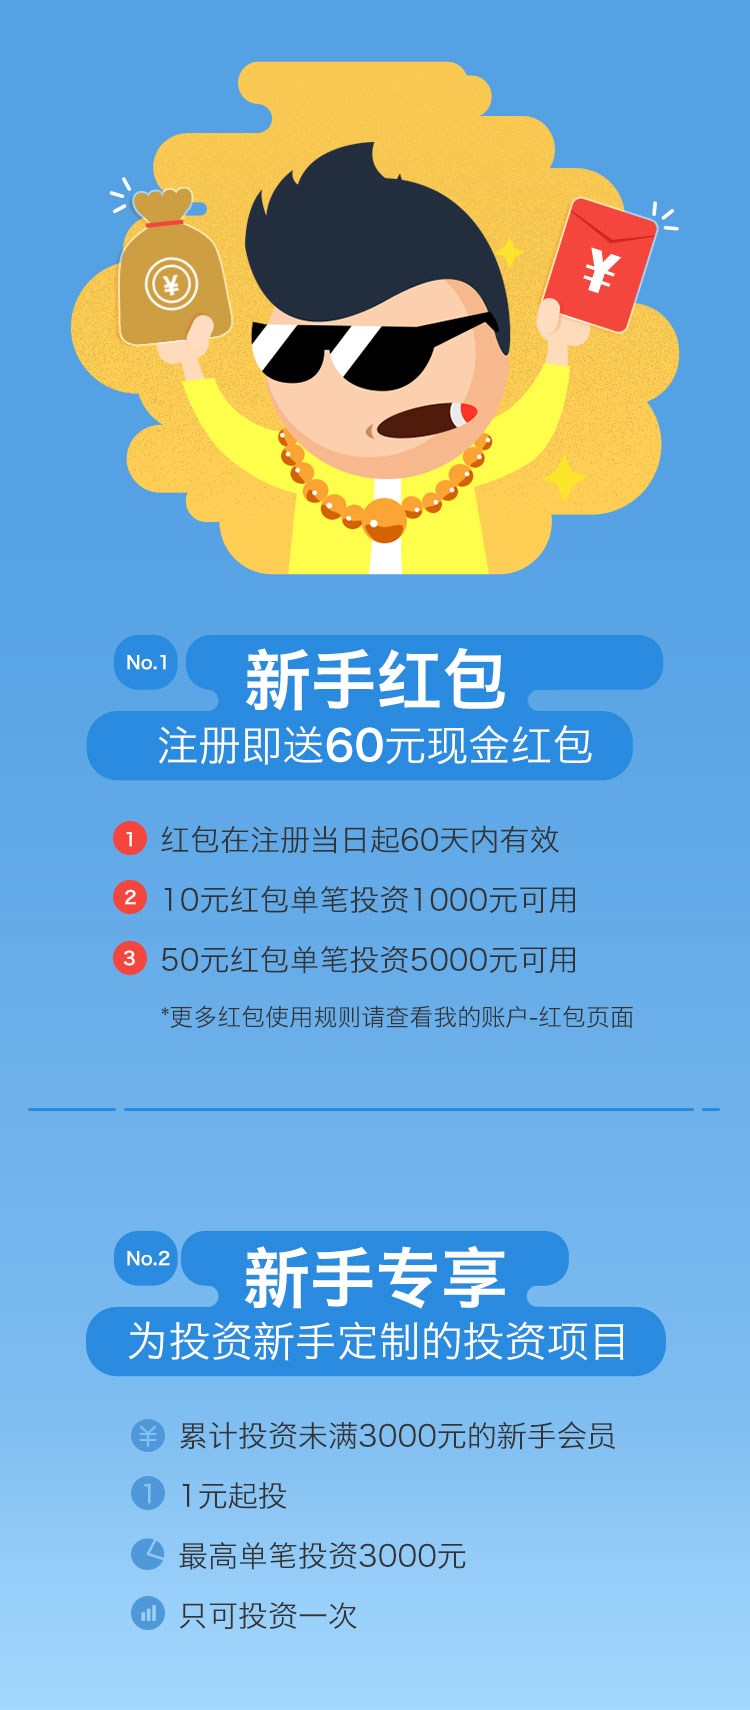 ¥
¥
No.1
新手红包
注册即送60元现金红包
1 红包在注册当日起60天内有效
2 10元红包单笔投资1000元可用
3 50元红包单笔投资5000元可用
*更多红包使用规则请查看我的账户-红包页面
No.2
新手专享
为投资新手定制的投资项目
¥ 累计投资未满3000元的新手会员
1 1元起投
最高单笔投资3000元
只可投资一次